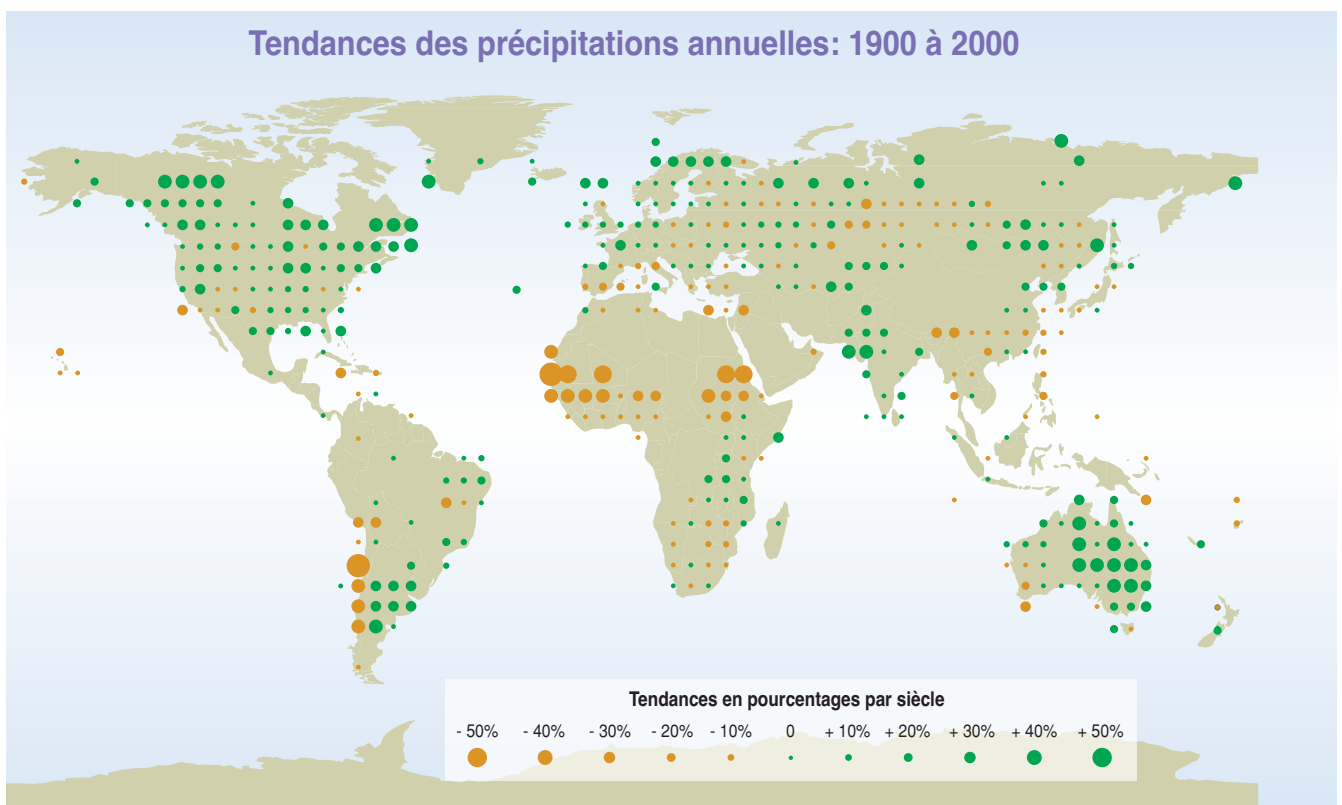 Tendances des précipitations annuelles: 1900 à 2000
Tendances en pourcentages par siècle
- 50% - 40% - 30% - 20% - 10% 0 + 10% + 20% + 30% + 40% + 50%